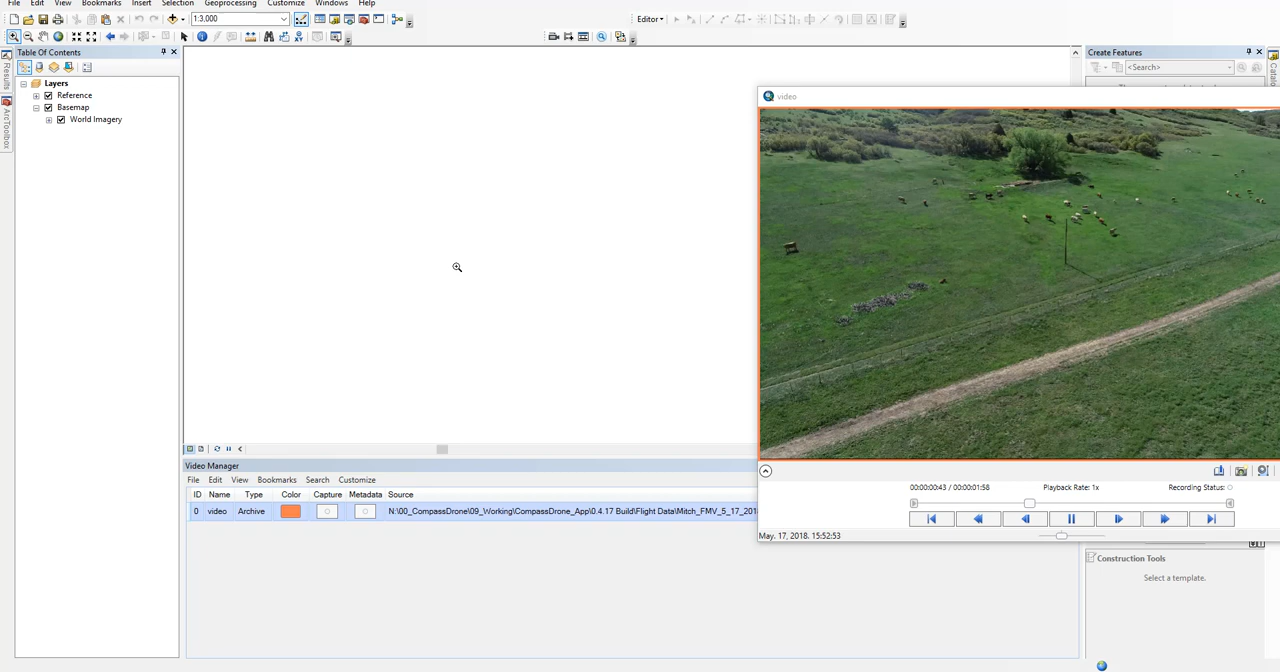 File Edit View Bookmarks Insert Selection Geoprocessing Customize Windows Help
1:3,000
Editor
Table Of Contents
Layers
Reference
Basemap
World Imagery
Results
ArcToolbox
Create Features
<Search>
Catalog
video
00:00:00:43 / 00:00:01:58 Playback Rate: 1x Recording Status:
May. 17, 2018. 15:52:53
Video Manager
File Edit View Bookmarks Search Customize
ID Name Type Color Capture Metadata Source
0 video Archive N:\00_CompassDrone\09_Working\CompassDrone_App\0.4.17 Build\Flight Data\Mitch_FMV_5_17_201
Construction Tools
Select a template.